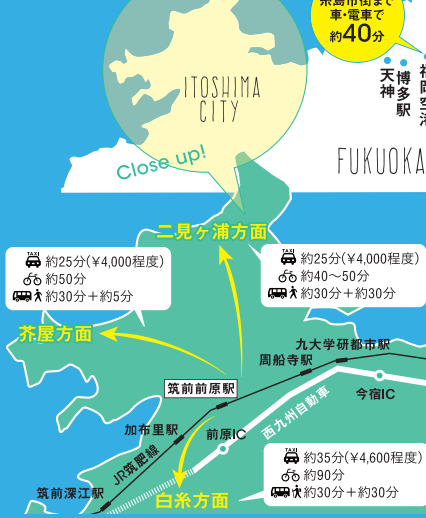 糸島市街まで
車・電車で
約40分
ITOSHIMA
CITY
天神
博多駅
福岡空港
Close up!
FUKUOKA
二見ヶ浦方面
TAXI 約25分(¥4,000程度)
約50分
約30分+約5分
TAXI 約25分(¥4,000程度)
約40〜50分
約30分+約30分
芥屋方面
九大学研都市駅
周船寺駅
筑前前原駅
今宿IC
西九州自動車
加布里駅
前原IC
JR筑肥線
筑前深江駅
白糸方面
TAXI 約35分(¥4,600程度)
約90分
約30分+約30分